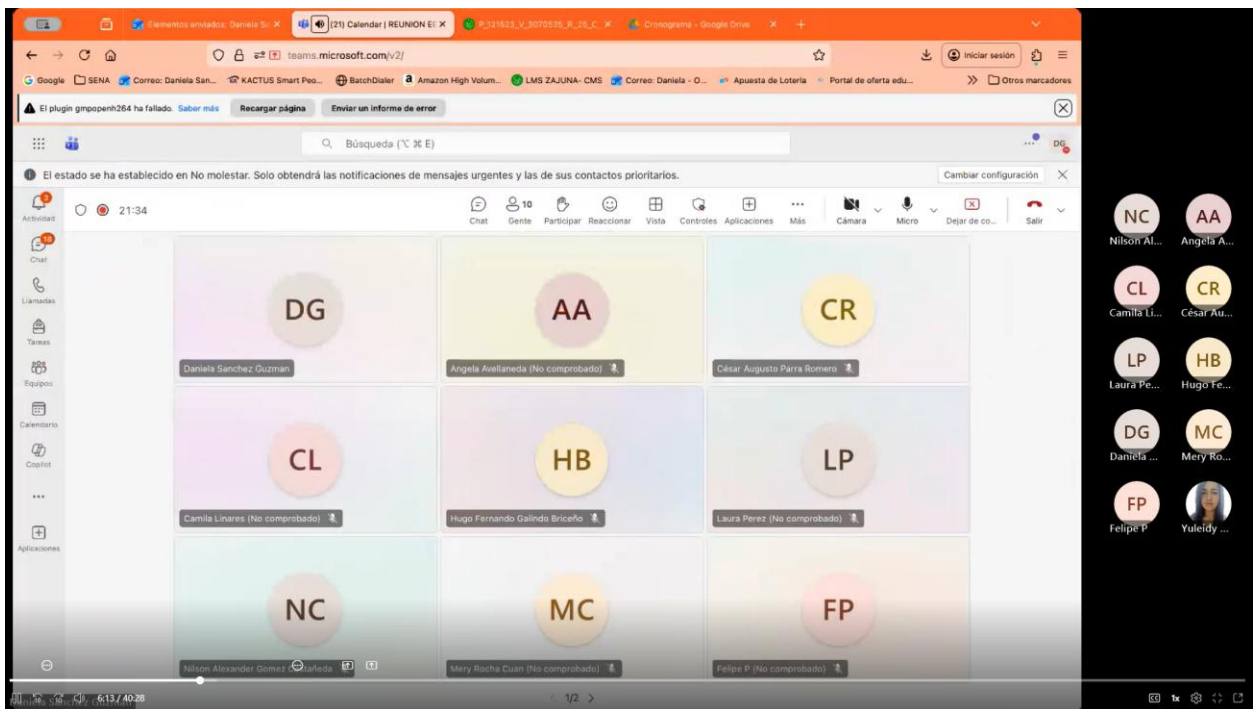 Elementos enviados: Daniela S
(21) Calendar | REUNION EE
P_121523_V_3070525_R_25_C_
Cronograma - Google Drive
teams.microsoft.com/v2/
Iniciar sesión
Google
SENA
Correo: Daniela San...
KACTUS Smart Peo...
BatchDialer
Amazon High Volum...
LMS ZAJUNA- CMS
Correo: Daniela - O...
Apuesta de Lotería
Portal de oferta edu...
Otros marcadores
El plugin gmpopenh264 ha fallado. Saber más
Recargar página
Enviar un informe de error
Búsqueda (⌥ ⌘ E)
DG
El estado se ha establecido en No molestar. Solo obtendrá las notificaciones de mensajes urgentes y las de sus contactos prioritarios.
Cambiar configuración
21:34
10
Chat
Gente
Participar
Reaccionar
Vista
Controles
Aplicaciones
Más
Cámara
Micro
Dejar de co...
Salir
3
Actividad
18
Chat
Llamadas
Tareas
Equipos
Calendario
Copilot
Aplicaciones
DG
Daniela Sanchez Guzman
AA
Angela Avellaneda (No comprobado)
CR
César Augusto Parra Romero
CL
Camila Linares (No comprobado)
HB
Hugo Fernando Galindo Briceño
LP
Laura Perez (No comprobado)
NC
Nilson Alexander Gomez Castañeda
MC
Mery Rocha Cuan (No comprobado)
FP
Felipe P (No comprobado)
1/2
6:13 / 40:28
Daniela Sanchez Guzman
1x
NC
Nilson Al...
AA
Angela A...
CL
Camila Li...
CR
César Au...
LP
Laura Pe...
HB
Hugo Fe...
DG
Daniela ...
MC
Mery Ro...
FP
Felipe P
Yuleidy ...